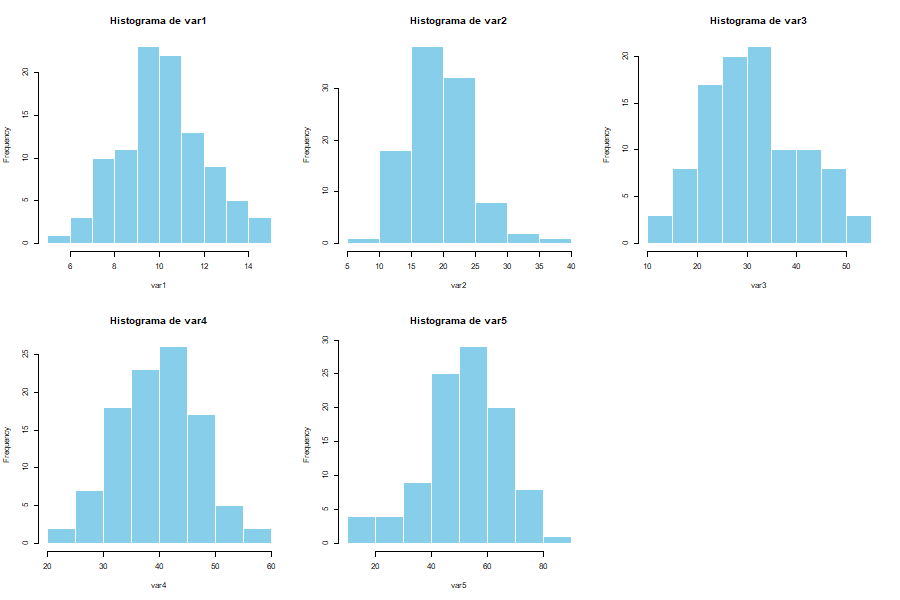 Histograma de var1
Frequency
0 5 10 15 20
6 8 10 12 14
var1
Histograma de var2
Frequency
0 10 20 30
5 10 15 20 25 30 35 40
var2
Histograma de var3
Frequency
0 5 10 15 20
10 20 30 40 50
var3
Histograma de var4
Frequency
0 5 10 15 20 25
20 30 40 50 60
var4
Histograma de var5
Frequency
0 5 10 15 20 25 30
20 40 60 80
var5